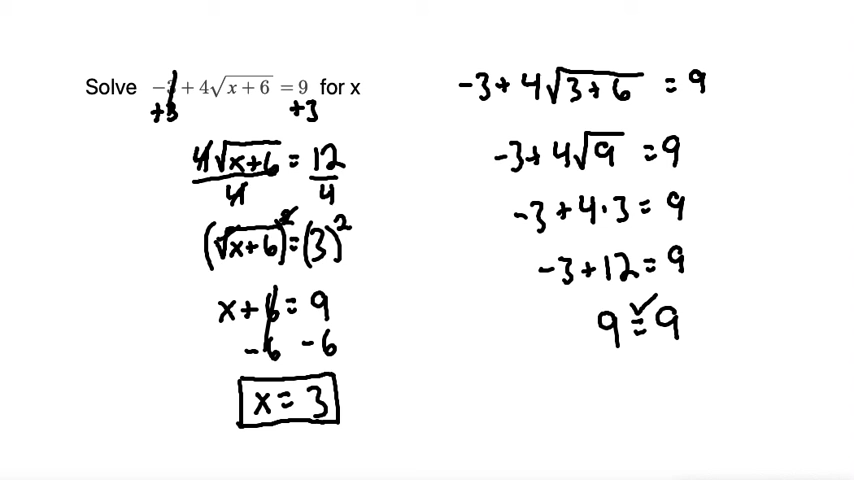 Solve −3 + 4√(x + 6) = 9 for x
+3 +3
4√(x+6) = 12
4 4
(√(x+6))² = (3)²
x + 6 = 9
-6 -6
x = 3
-3 + 4√(3+6) = 9
-3 + 4√9 = 9
-3 + 4·3 = 9
-3 + 12 = 9
9 = 9 ✓